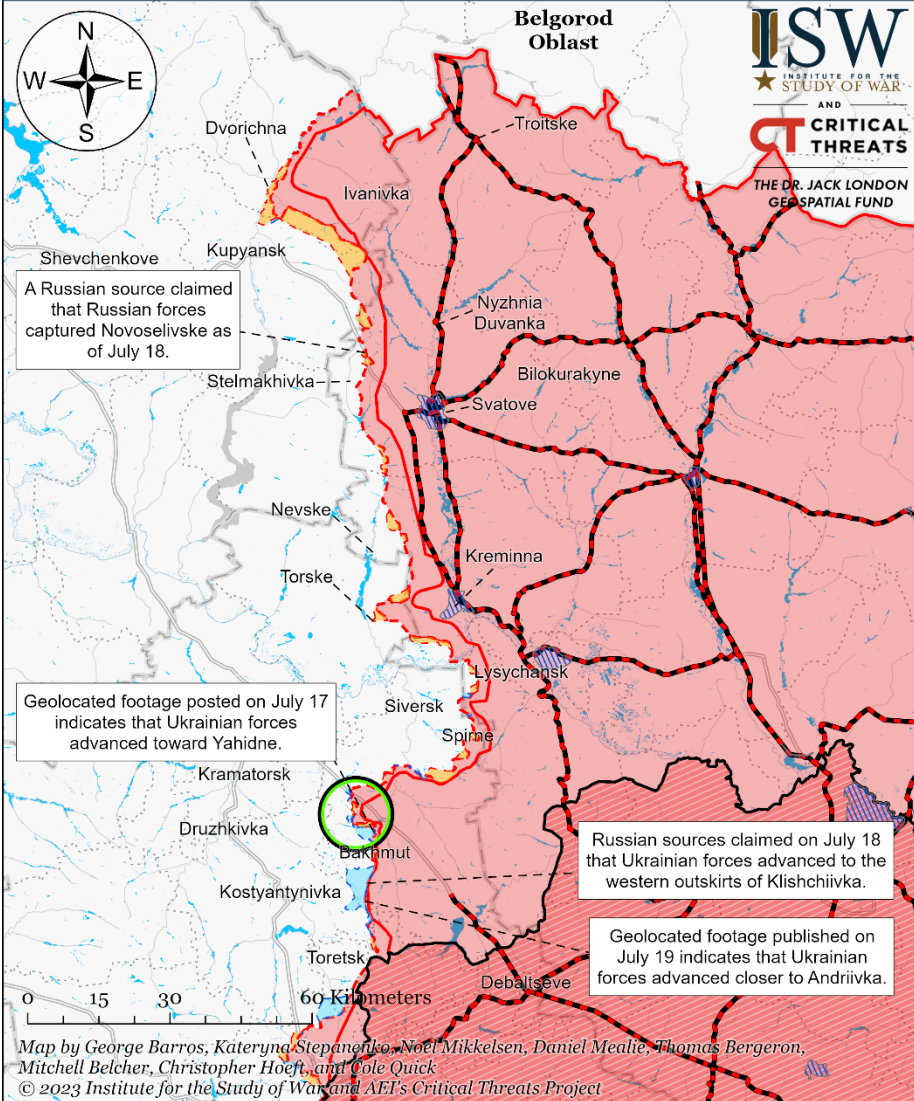 Belgorod
Oblast
N
W E
S
ISW
INSTITUTE FOR THE
STUDY OF WAR
AND
CT CRITICAL
THREATS
THE DR. JACK LONDON
GEOSPATIAL FUND
Dvorichna
Troitske
Ivanivka
Shevchenkove
Kupyansk
A Russian source claimed
that Russian forces
captured Novoselivske as
of July 18.
Nyzhnia
Duvanka
Stelmakhivka
Bilokurakyne
Svatove
Nevske
Torske
Kreminna
Lysychansk
Geolocated footage posted on July 17
indicates that Ukrainian forces
advanced toward Yahidne.
Siversk
Spirne
Kramatorsk
Druzhkivka
Bakhmut
Russian sources claimed on July 18
that Ukrainian forces advanced to the
western outskirts of Klishchiivka.
Kostyantynivka
Geolocated footage published on
July 19 indicates that Ukrainian
forces advanced closer to Andriivka.
Toretsk
Debaltseve
0 15 30 60 Kilometers
Map by George Barros, Kateryna Stepanenko, Noel Mikkelsen, Daniel Mealie, Thomas Bergeron,
Mitchell Belcher, Christopher Hoeft, and Cole Quick
© 2023 Institute for the Study of War and AEI's Critical Threats Project